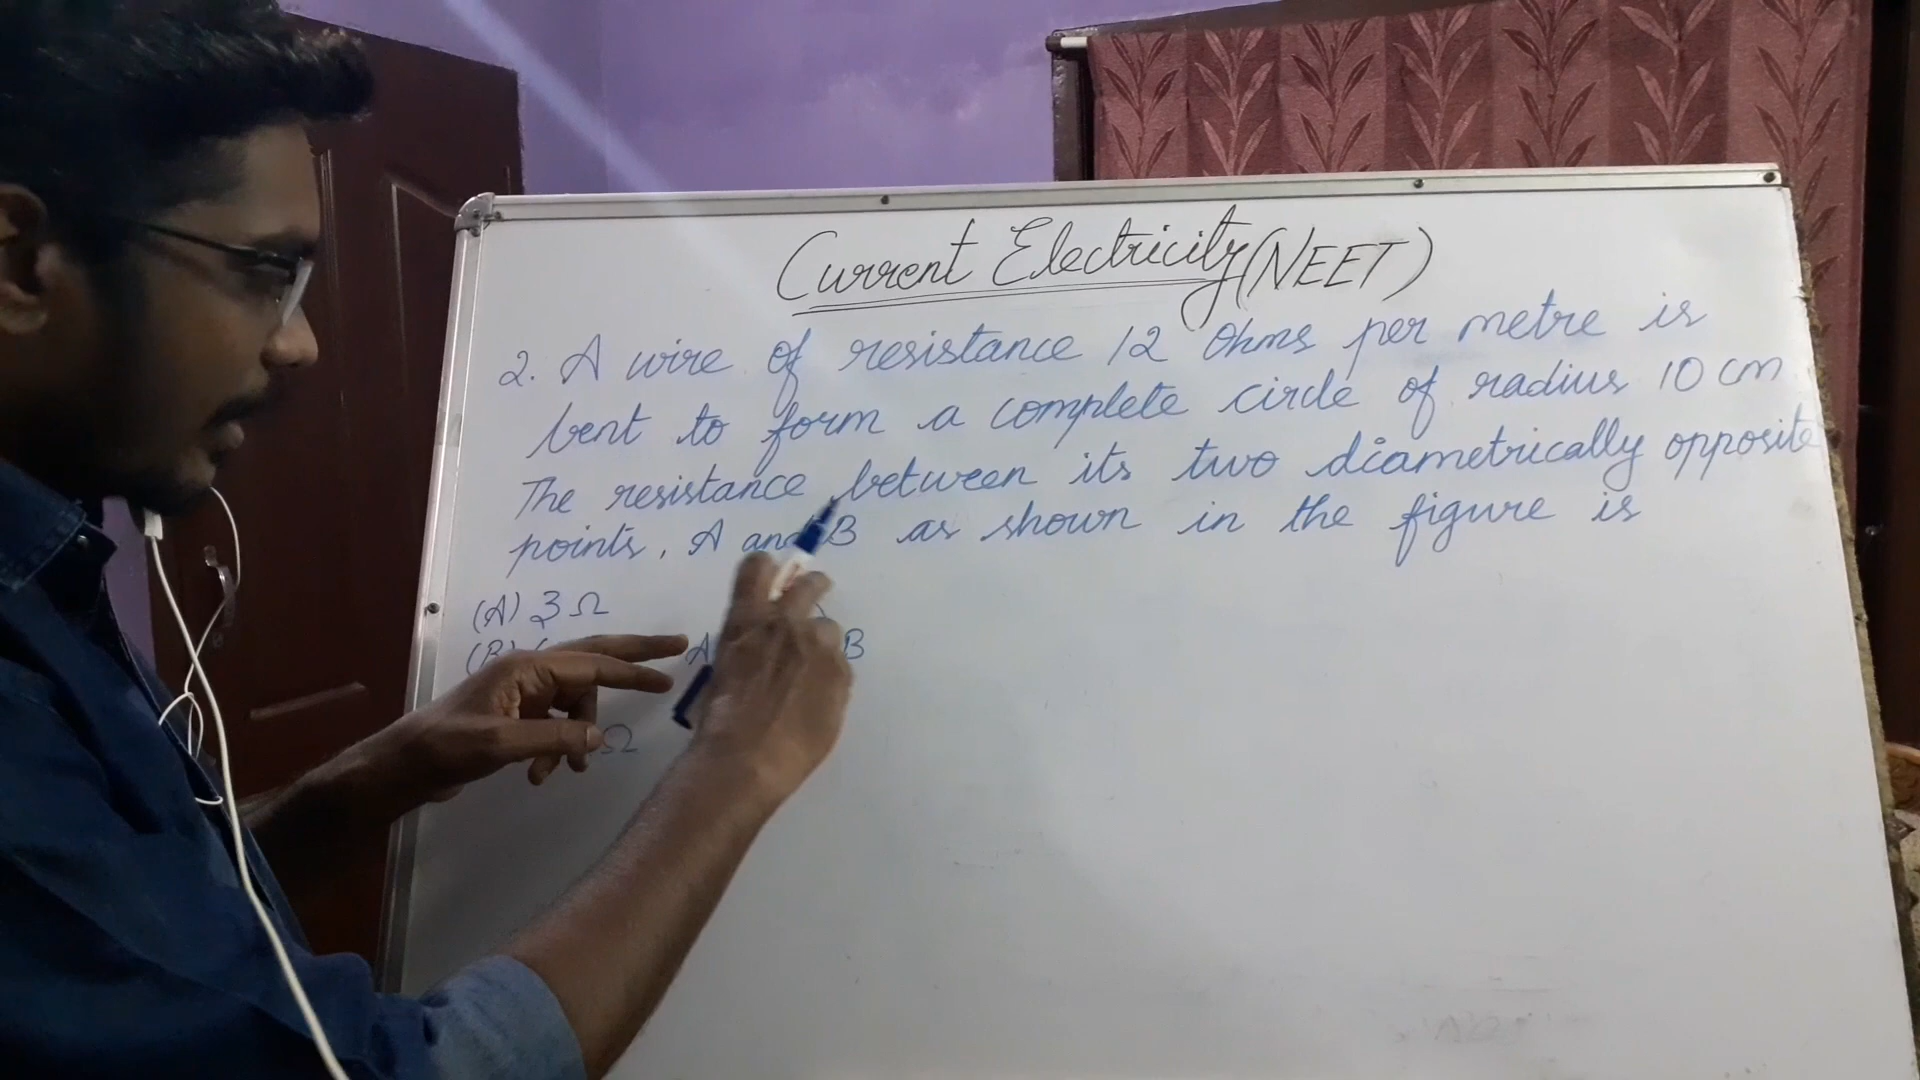 Current Electricity (NEET)
2. A wire of resistance 12 Ohms per metre is
bent to form a complete circle of radius 10 cm
The resistance between its two diametrically opposite
points, A and B as shown in the figure is
(A) 3 Ω
(B)
A B
Ω